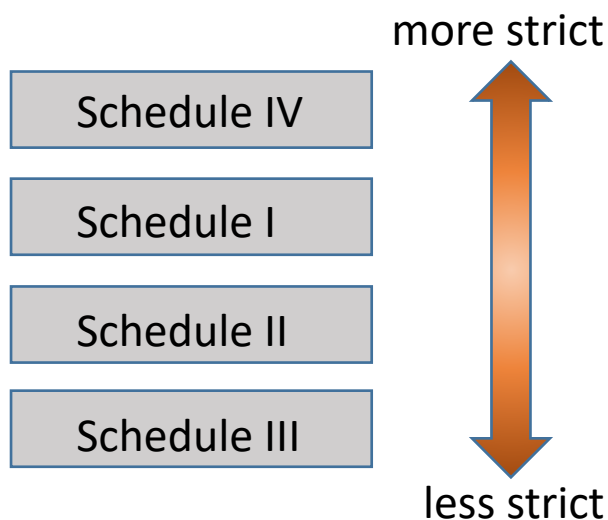 more strict
Schedule IV
Schedule I
Schedule II
Schedule III
less strict